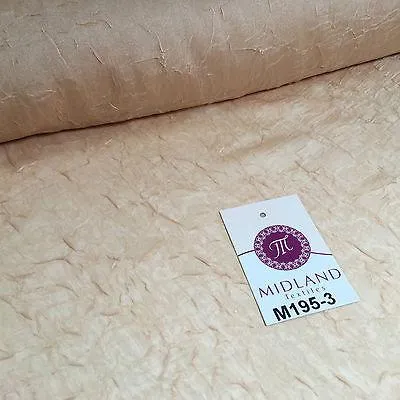 M
MIDLAND
Textiles
M195-3